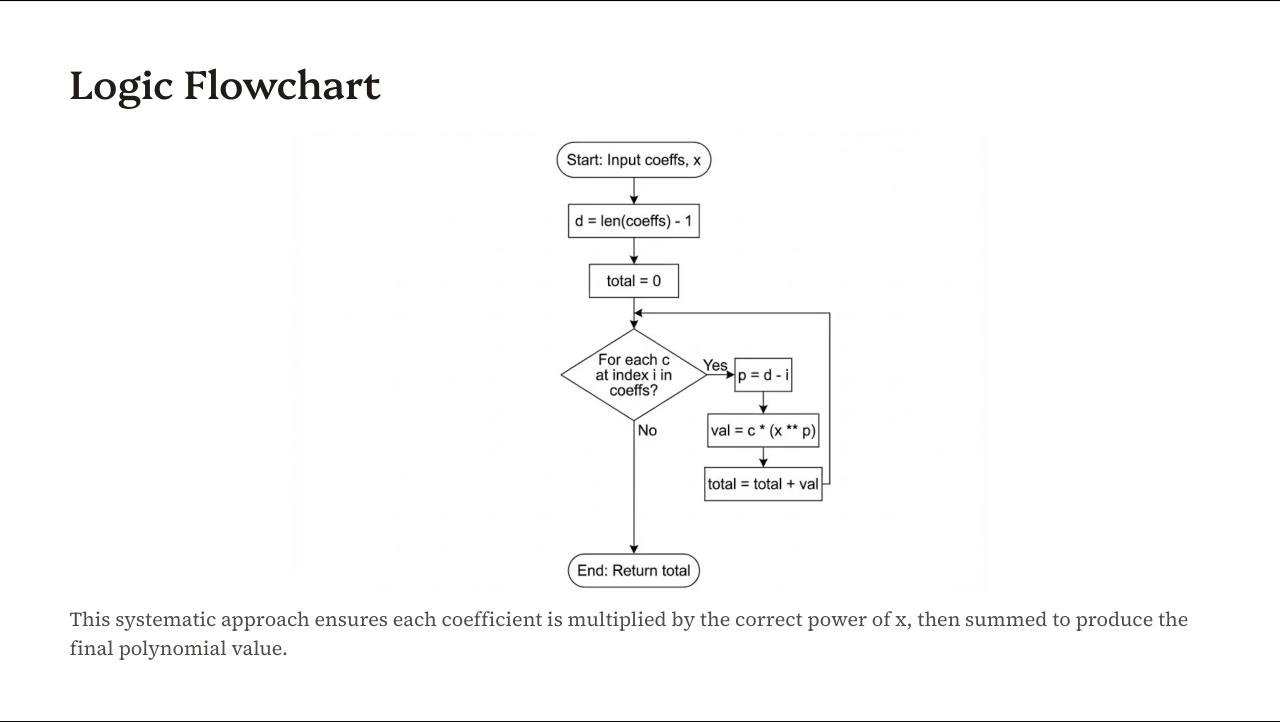 Logic Flowchart
Start: Input coeffs, x
d = len(coeffs) - 1
total = 0
For each c
at index i in
coeffs?
Yes
p = d - i
val = c * (x ** p)
total = total + val
No
End: Return total
This systematic approach ensures each coefficient is multiplied by the correct power of x, then summed to produce the
final polynomial value.